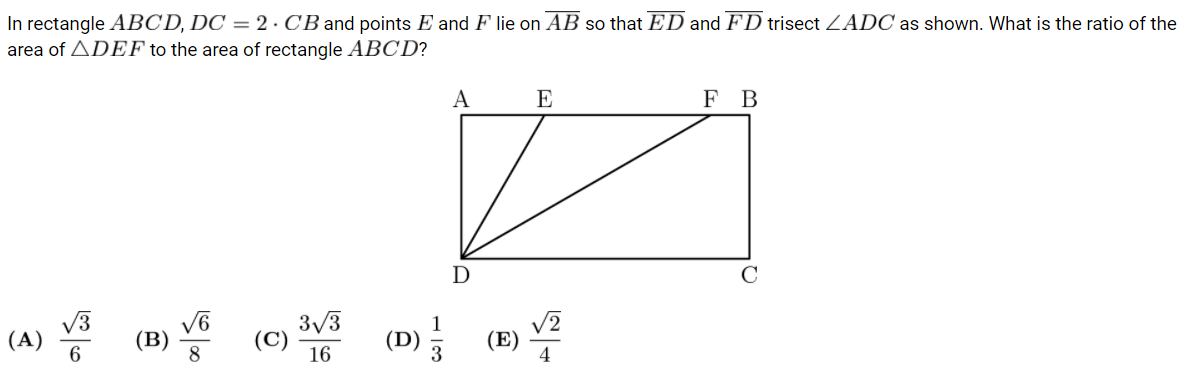 In rectangle ABCD, DC = 2 · CB and points E and F lie on \overline{AB} so that \overline{ED} and \overline{FD} trisect ∠ADC as shown. What is the ratio of the
area of △DEF to the area of rectangle ABCD?
A E F B
D C
(A) \frac{\sqrt{3}}{6} (B) \frac{\sqrt{6}}{8} (C) \frac{3\sqrt{3}}{16} (D) \frac{1}{3} (E) \frac{\sqrt{2}}{4}